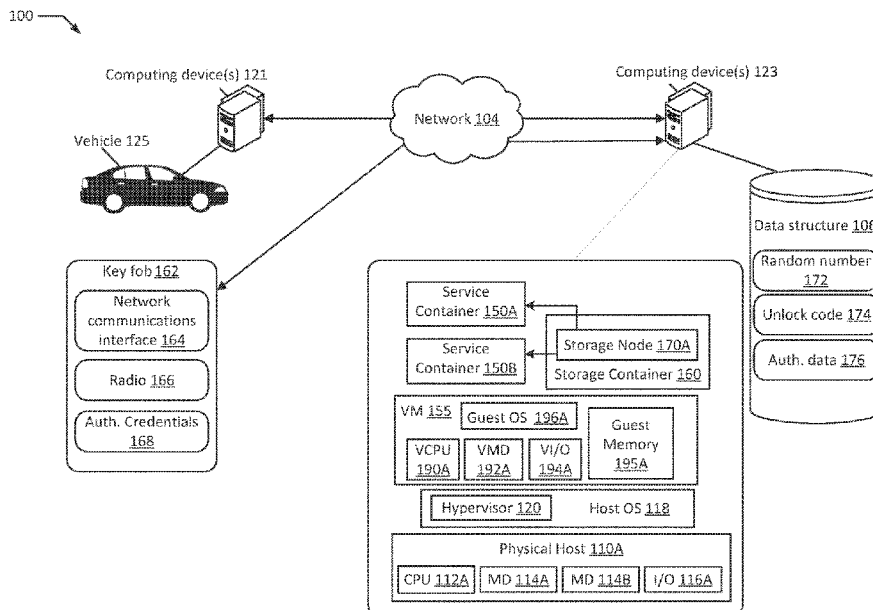 100
Computing device(s) 121
Computing device(s) 123
Network 104
Vehicle 125
Data structure 106
Random number
172
Unlock code 174
Auth. data 176
Key fob 162
Network
communications
interface 164
Radio 166
Auth. Credentials
168
Service
Container 150A
Service
Container 150B
Storage Node 170A
Storage Container 160
VM 155
Guest OS 196A
Guest
Memory
195A
VCPU
190A
VMD
192A
VI/O
194A
Hypervisor 120
Host OS 118
Physical Host 110A
CPU 112A
MD 114A
MD 114B
I/O 116A